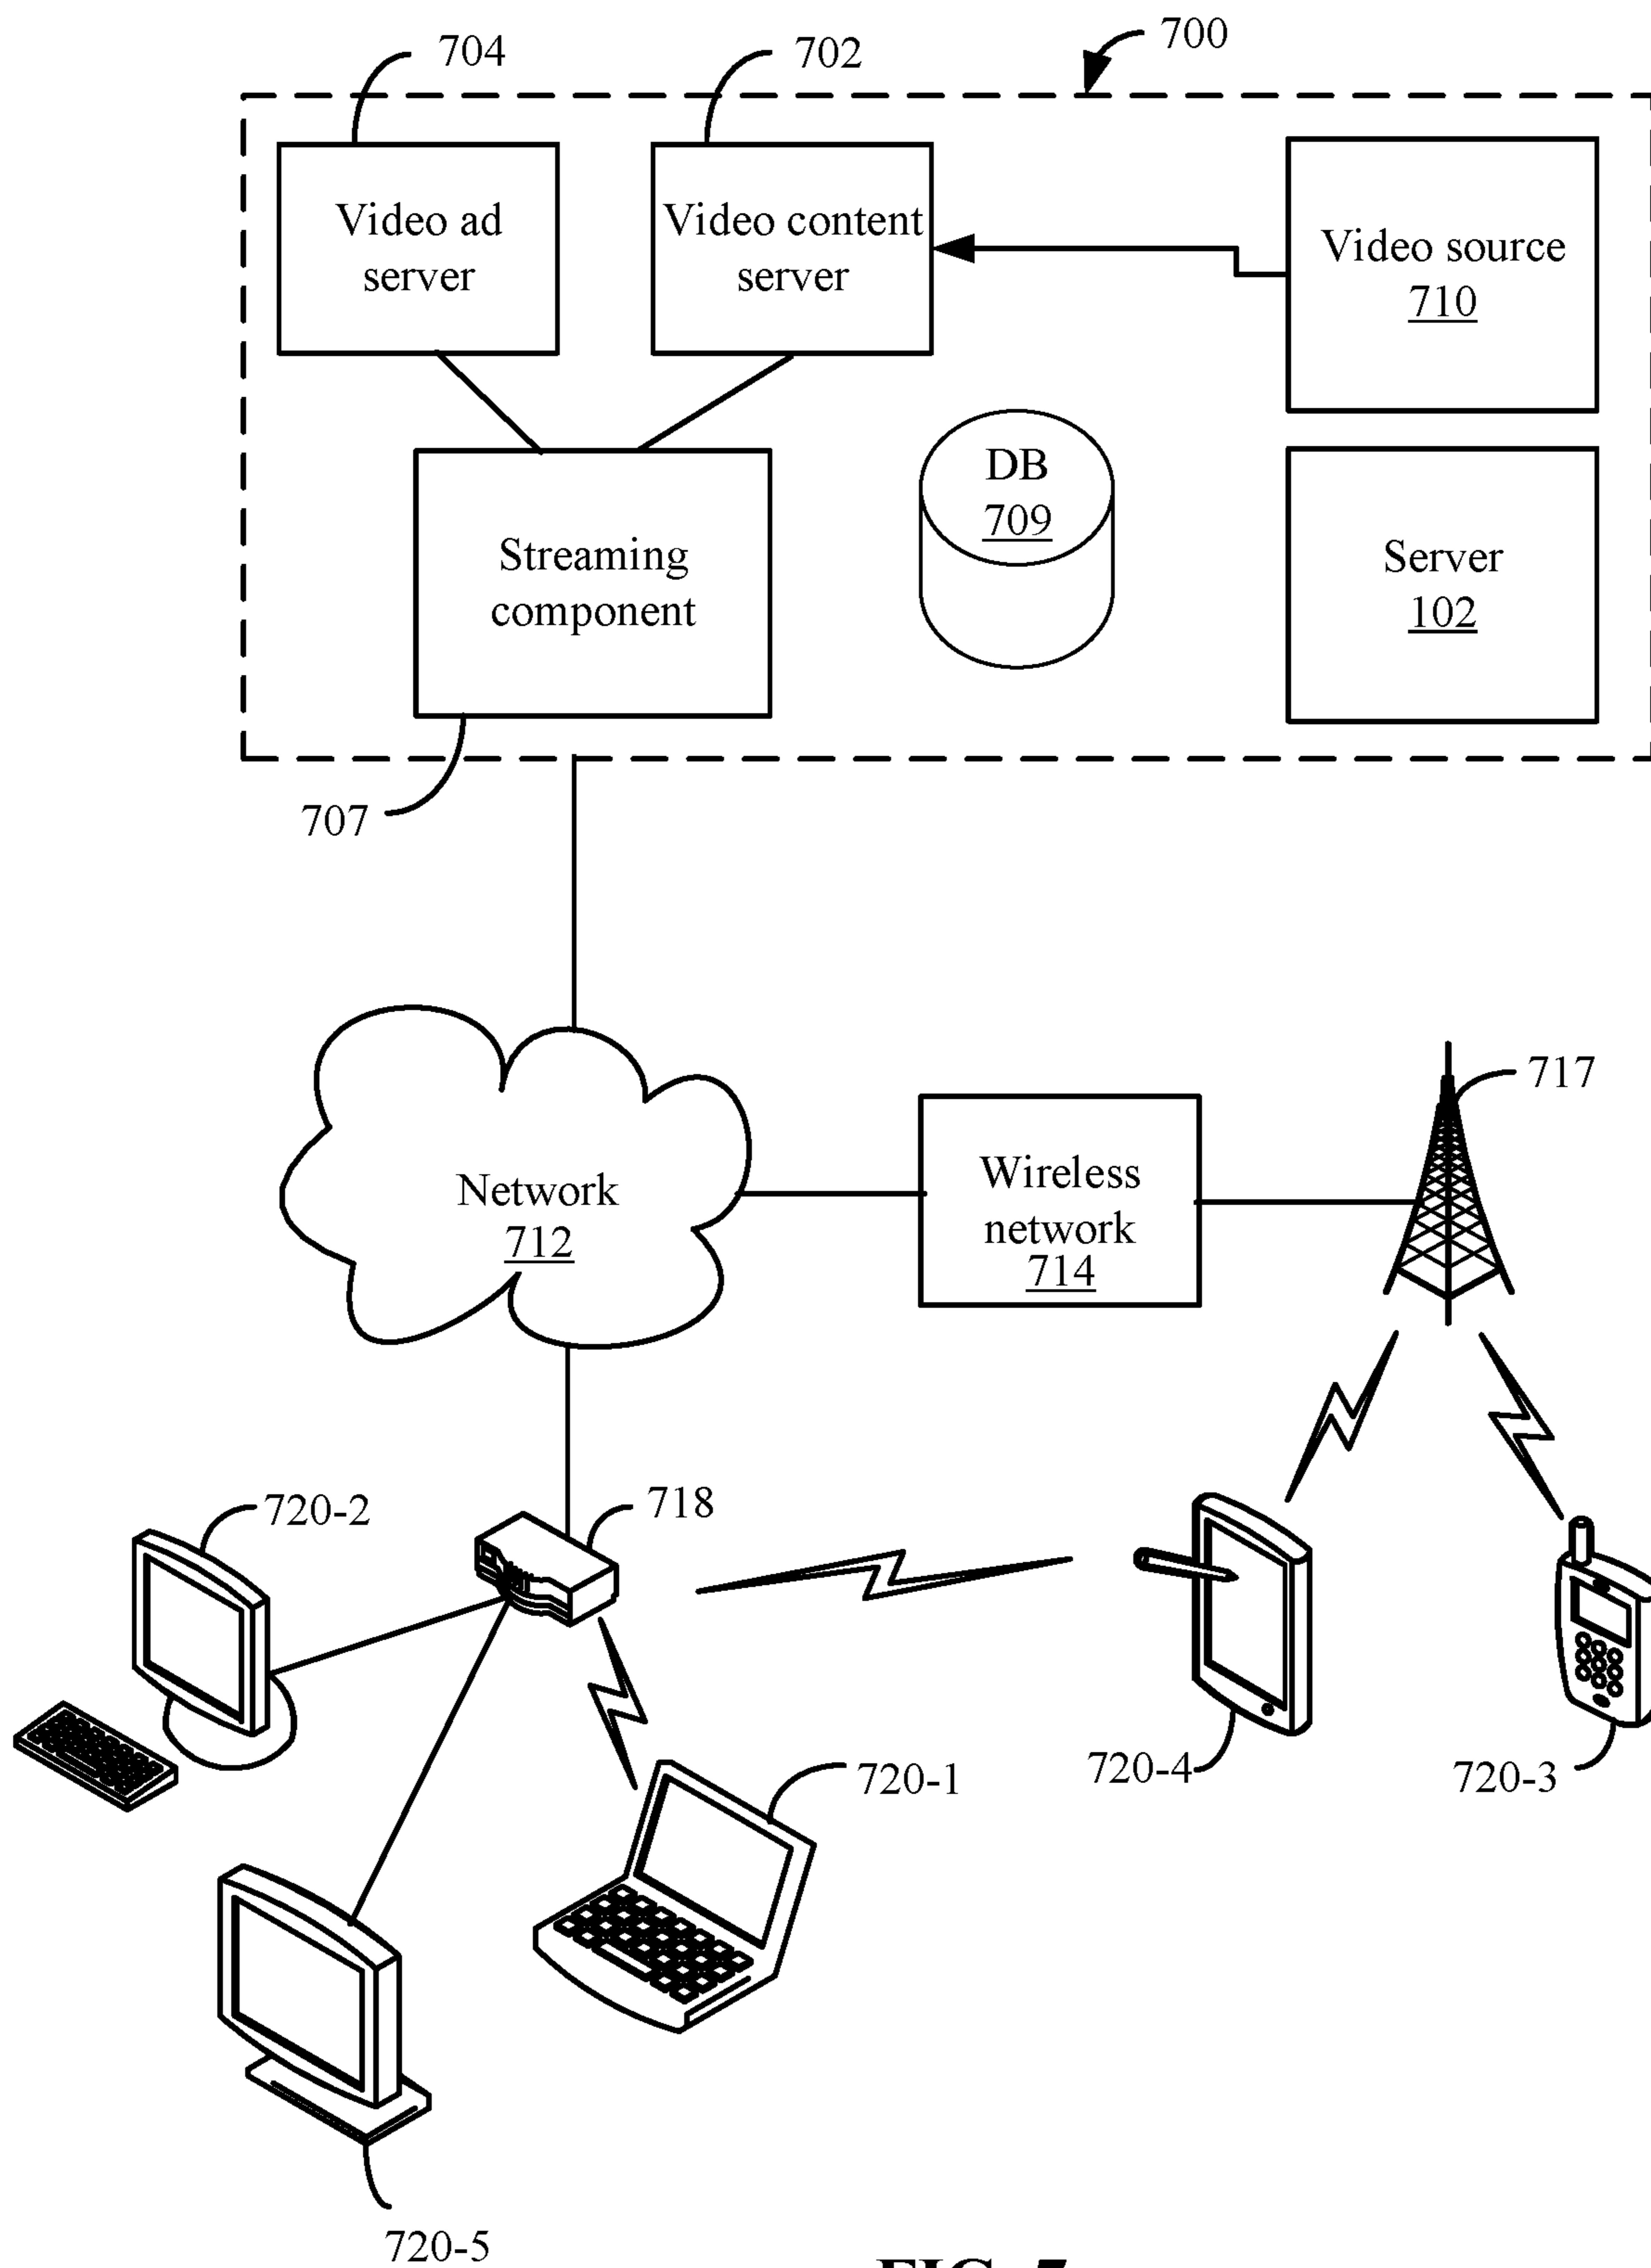 700
704
702
Video ad
server
Video content
server
Video source
710
DB
709
Streaming
component
Server
102
707
717
Network
712
Wireless
network
714
720-2
718
720-1
720-4
720-3
720-5